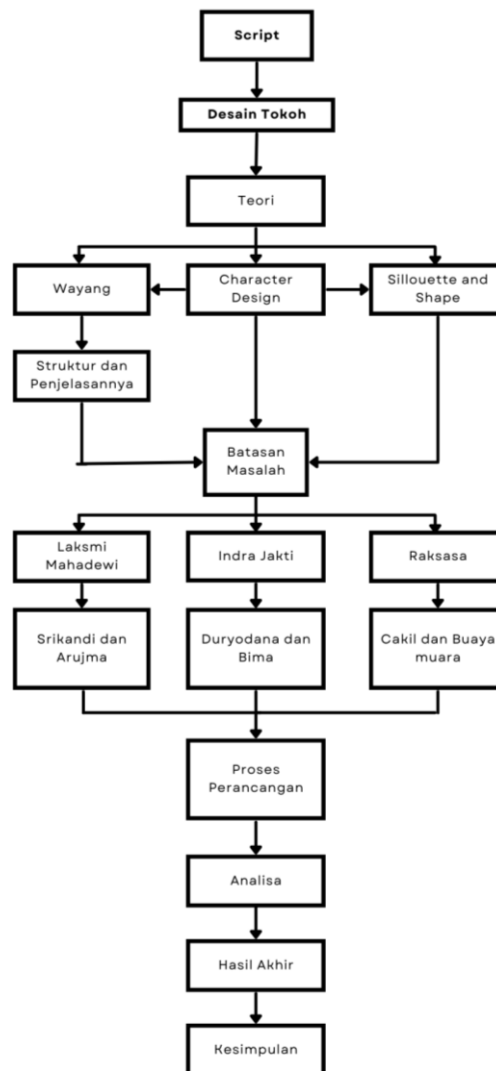 Script
Desain Tokoh
Teori
Wayang
Character
Design
Sillouette and
Shape
Struktur dan
Penjelasannya
Batasan
Masalah
Laksmi
Mahadewi
Indra Jakti
Raksasa
Srikandi dan
Arujma
Duryodana dan
Bima
Cakil dan Buaya
muara
Proses
Perancangan
Analisa
Hasil Akhir
Kesimpulan